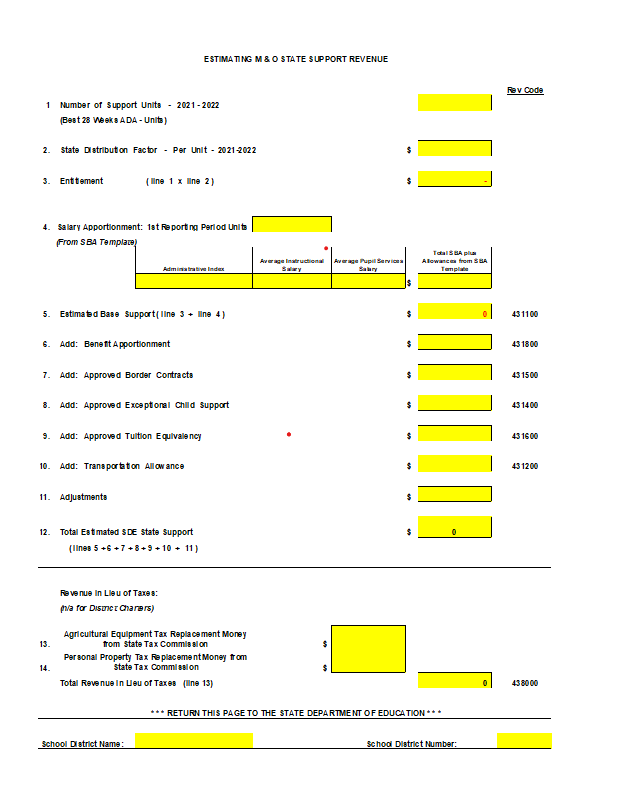 ESTIMATING M & O STATE SUPPORT REVENUE
Rev Code
1 Number of Support Units - 2021 - 2022
(Best 28 Weeks ADA - Units)
2. State Distribution Factor - Per Unit - 2021-2022 $
3. Entitlement (line 1 x line 2) $ -
4. Salary Apportionment: 1st Reporting Period Units
(From SBA Template)
Administrative Index
Average Instructional
Salary
Average Pupil Services
Salary
Total SBA plus
Allowances from SBA
Template
$
5. Estimated Base Support (line 3 + line 4) $ 0 431100
6. Add: Benefit Apportionment $ 431800
7. Add: Approved Border Contracts $ 431500
8. Add: Approved Exceptional Child Support $ 431400
9. Add: Approved Tuition Equivalency $ 431600
10. Add: Transportation Allowance $ 431200
11. Adjustments $
12. Total Estimated SDE State Support $ 0
(lines 5 + 6 + 7 + 8 + 9 + 10 + 11)
Revenue in Lieu of Taxes:
(n/a for District Charters)
Agricultural Equipment Tax Replacement Money
13. from State Tax Commission $
Personal Property Tax Replacement Money from
14. State Tax Commission $
Total Revenue in Lieu of Taxes (line 13) 0 438000
* * * RETURN THIS PAGE TO THE STATE DEPARTMENT OF EDUCATION * * *
School District Name: School District Number: